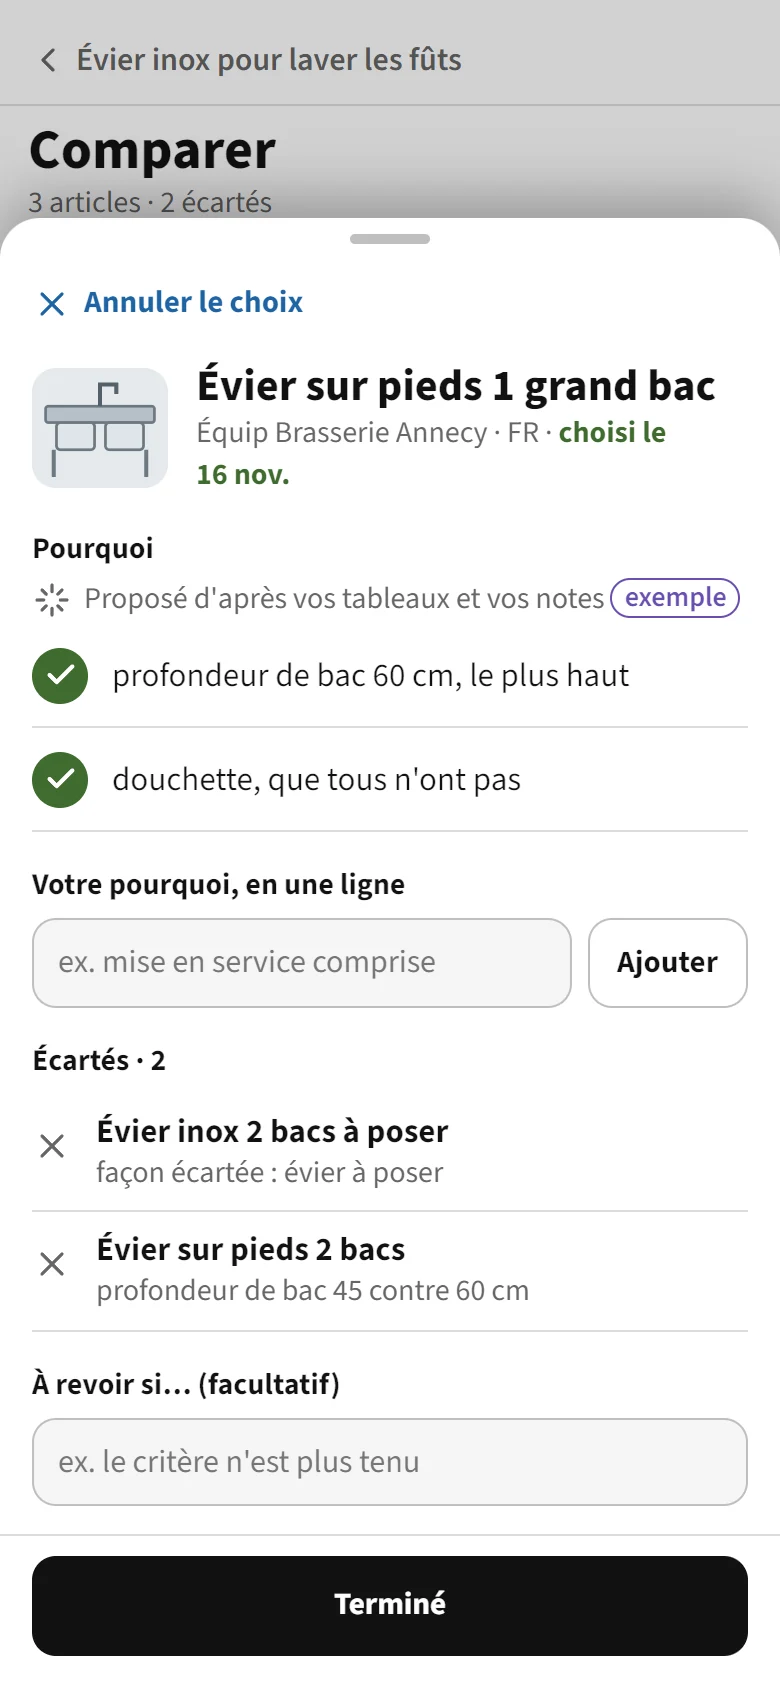 Évier inox pour laver les fûts
Comparer
3 articles · 2 écartés
Annuler le choix
Évier sur pieds 1 grand bac
Équip Brasserie Annecy · FR · choisi le
16 nov.
Pourquoi
Proposé d'après vos tableaux et vos notes exemple
profondeur de bac 60 cm, le plus haut
douchette, que tous n'ont pas
Votre pourquoi, en une ligne
ex. mise en service comprise
Ajouter
Écartés · 2
Évier inox 2 bacs à poser
façon écartée : évier à poser
Évier sur pieds 2 bacs
profondeur de bac 45 contre 60 cm
À revoir si... (facultatif)
ex. le critère n'est plus tenu
Terminé